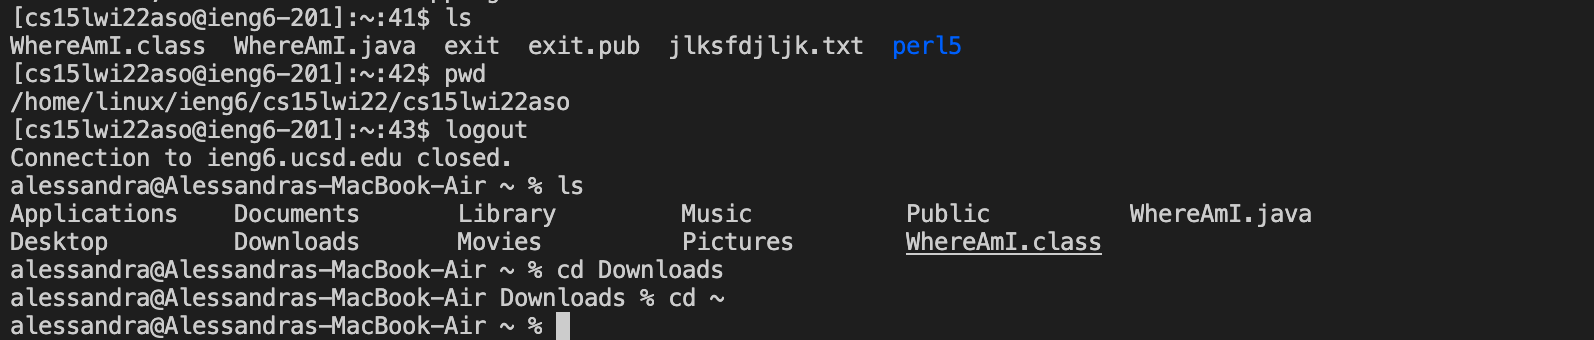 [cs15lwi22aso@ieng6-201]:~:41$ ls
WhereAmI.class  WhereAmI.java  exit  exit.pub  jlksfdjljk.txt  perl5
[cs15lwi22aso@ieng6-201]:~:42$ pwd
/home/linux/ieng6/cs15lwi22/cs15lwi22aso
[cs15lwi22aso@ieng6-201]:~:43$ logout
Connection to ieng6.ucsd.edu closed.
alessandra@Alessandras-MacBook-Air ~ % ls
Applications    Documents       Library         Music           Public          WhereAmI.java
Desktop         Downloads       Movies          Pictures        WhereAmI.class
alessandra@Alessandras-MacBook-Air ~ % cd Downloads
alessandra@Alessandras-MacBook-Air Downloads % cd ~
alessandra@Alessandras-MacBook-Air ~ %